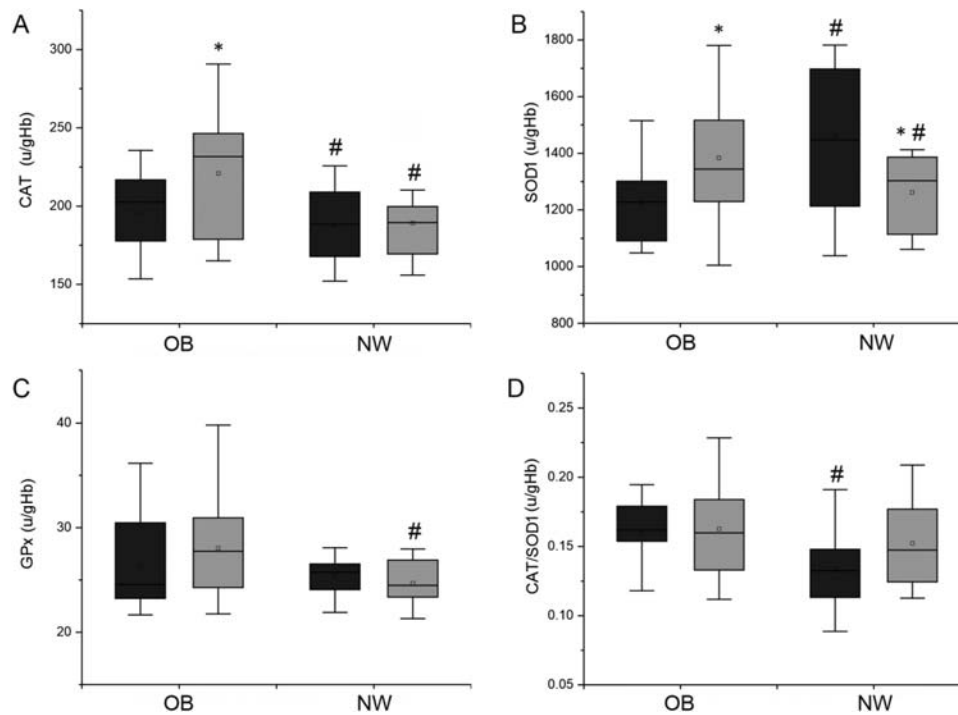 A
CAT (u/gHb)
300
250
200
150
*
#
#
OB
NW
B
SOD1 (u/gHb)
1800
1600
1400
1200
1000
800
*
#
* #
OB
NW
C
GPx (u/gHb)
40
30
20
#
OB
NW
D
CAT/SOD1 (u/gHb)
0.25
0.20
0.15
0.10
0.05
#
OB
NW